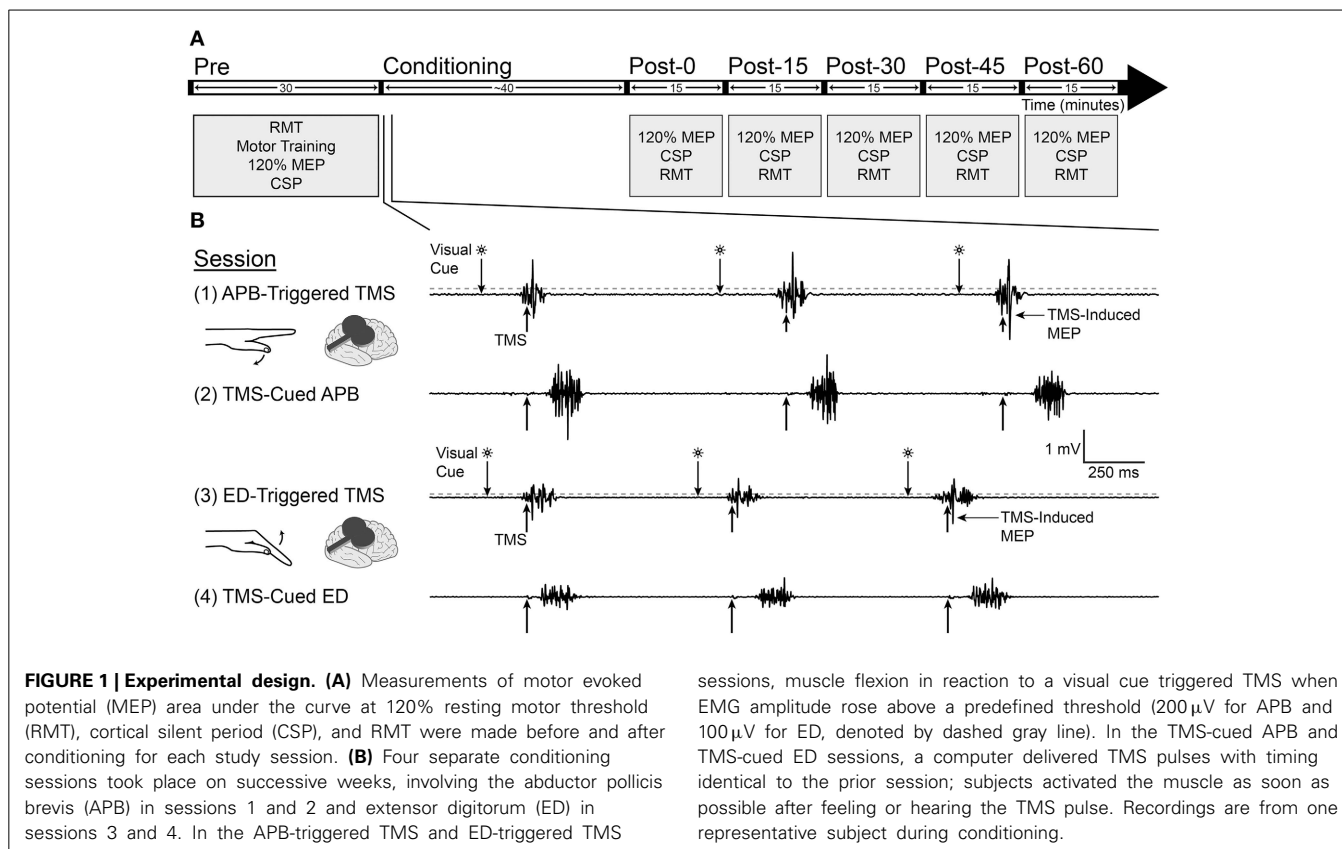 A
Pre Conditioning Post-0 Post-15 Post-30 Post-45 Post-60
30 ~40 15 15 15 15 15
Time (minutes)
RMT
Motor Training
120% MEP
CSP
120% MEP
CSP
RMT
120% MEP
CSP
RMT
120% MEP
CSP
RMT
120% MEP
CSP
RMT
120% MEP
CSP
RMT
B
Session
Visual
Cue
(1) APB-Triggered TMS
TMS
TMS-Induced
MEP
(2) TMS-Cued APB
1 mV
250 ms
Visual
Cue
(3) ED-Triggered TMS
TMS
TMS-Induced
MEP
(4) TMS-Cued ED
FIGURE 1 | Experimental design. (A) Measurements of motor evoked
potential (MEP) area under the curve at 120% resting motor threshold
(RMT), cortical silent period (CSP), and RMT were made before and after
conditioning for each study session. (B) Four separate conditioning
sessions took place on successive weeks, involving the abductor pollicis
brevis (APB) in sessions 1 and 2 and extensor digitorum (ED) in
sessions 3 and 4. In the APB-triggered TMS and ED-triggered TMS
sessions, muscle flexion in reaction to a visual cue triggered TMS when
EMG amplitude rose above a predefined threshold (200 μV for APB and
100 μV for ED, denoted by dashed gray line). In the TMS-cued APB and
TMS-cued ED sessions, a computer delivered TMS pulses with timing
identical to the prior session; subjects activated the muscle as soon as
possible after feeling or hearing the TMS pulse. Recordings are from one
representative subject during conditioning.